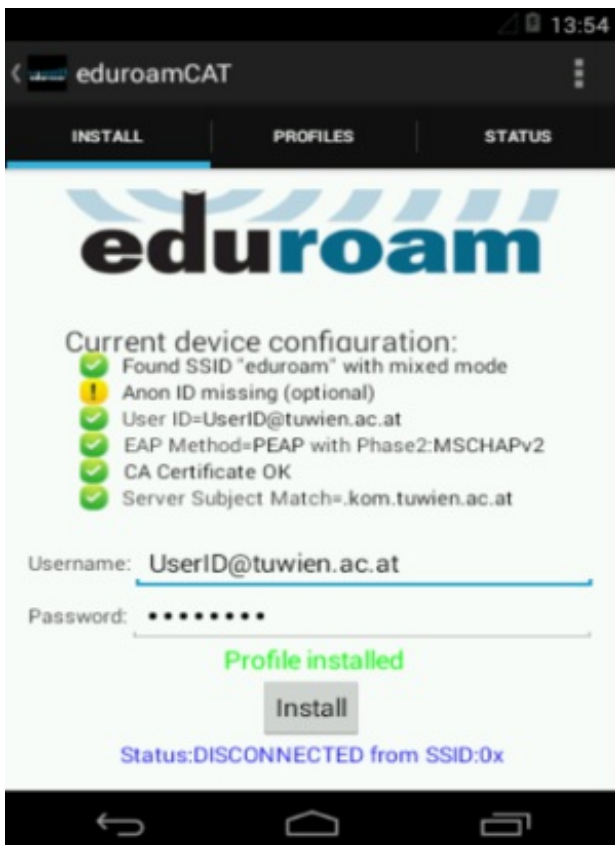 13:54
eduroamCAT
INSTALL PROFILES STATUS
eduroam
Current device configuration:
Found SSID "eduroam" with mixed mode
Anon ID missing (optional)
User ID=UserID@tuwien.ac.at
EAP Method=PEAP with Phase2:MSCHAPv2
CA Certificate OK
Server Subject Match=.kom.tuwien.ac.at
Username: UserID@tuwien.ac.at
Password: ••••••••
Profile installed
Install
Status:DISCONNECTED from SSID:0x